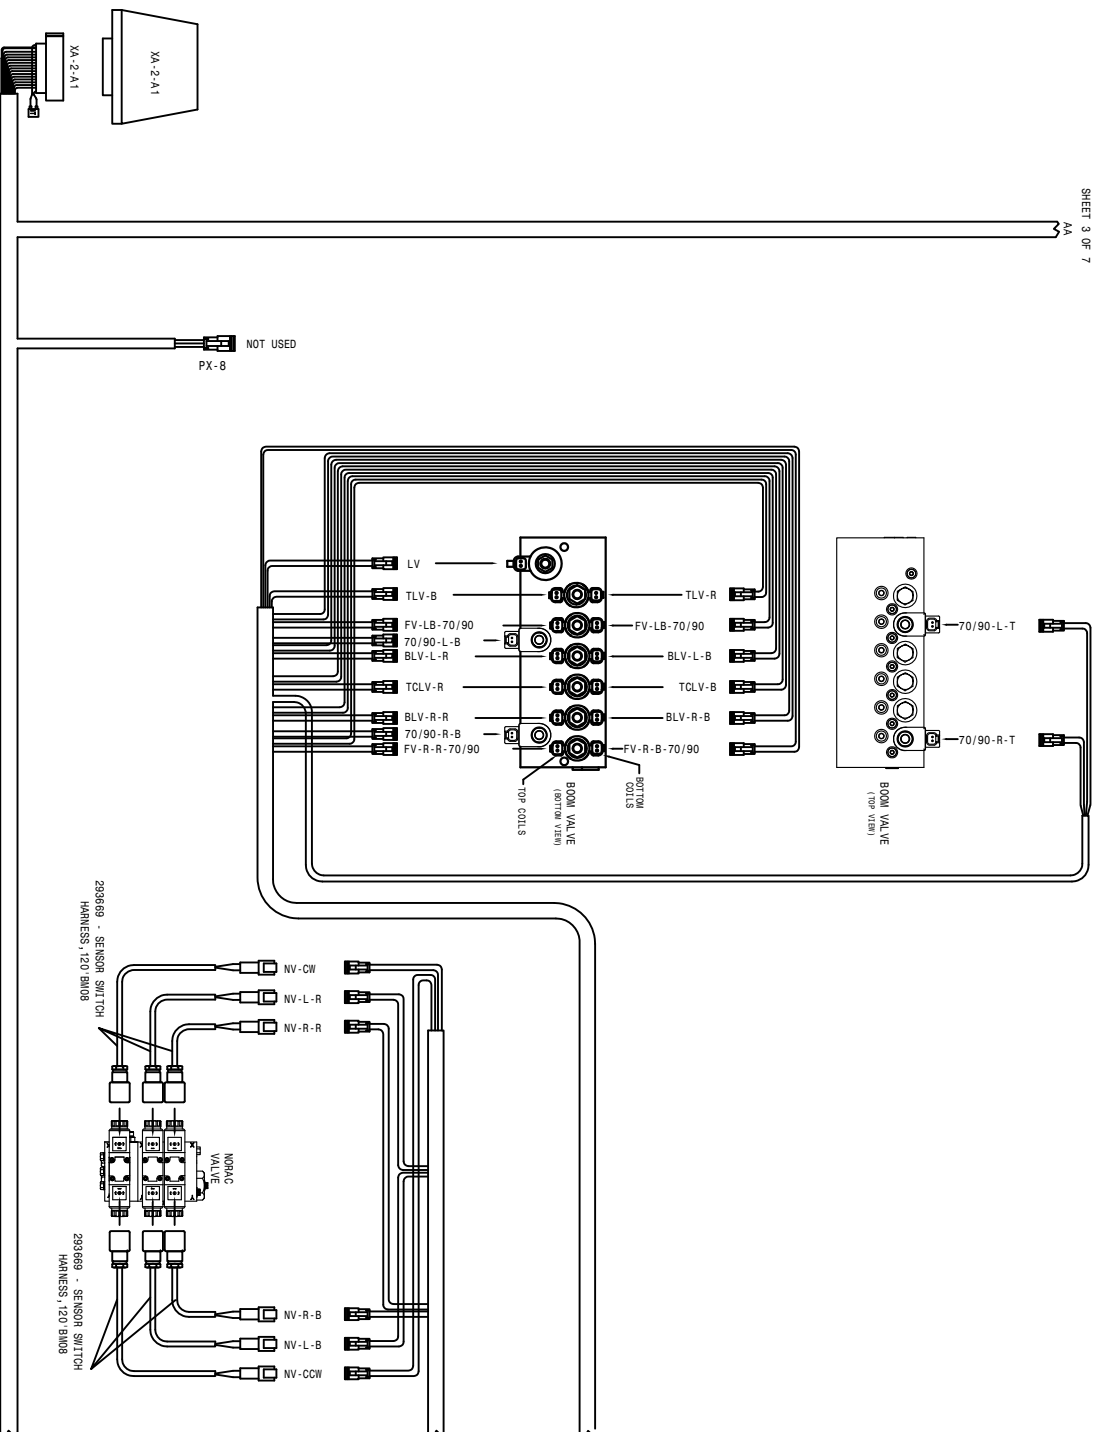 XA-2-A1
XA-2-A1
SHEET 3 OF 7
AA
NOT USED
PX-8
LV
TLV-B
FV-LB-70/90
70/90-L-B
BLV-L-R
TCLV-R
BLV-R-R
70/90-R-B
FV-R-R-70/90
TLV-R
FV-LB-70/90
BLV-L-B
TCLV-B
BLV-R-B
FV-R-B-70/90
70/90-L-T
70/90-R-T
TOP COILS
BOOM VALVE
(BOTTOM VIEW)
BOTTOM
COILS
BOOM VALVE
(TOP VIEW)
293669 - SENSOR SWITCH
HARNESS,120'BM08
NV-CW
NV-L-R
NV-R-R
NORAC
VALVE
293669 - SENSOR SWITCH
HARNESS,120'BM08
NV-R-B
NV-L-B
NV-CCW